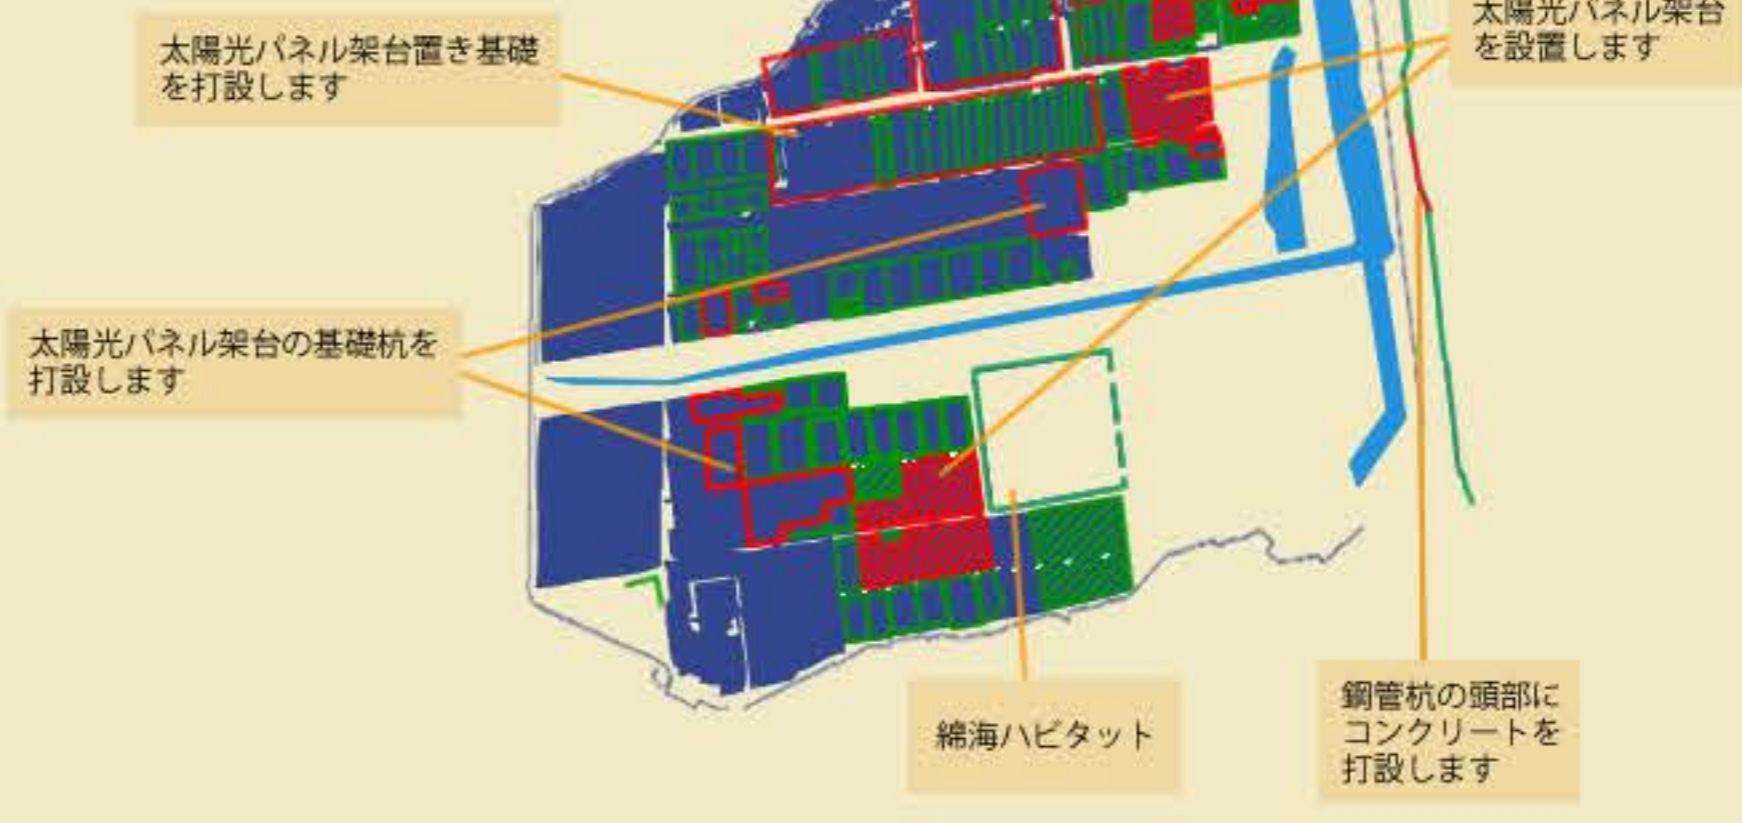 太陽光パネル架台置き基礎
を打設します
太陽光パネル架台
を設置します
太陽光パネル架台の基礎杭を
打設します
綿海ハビタット
鋼管杭の頭部に
コンクリートを
打設します